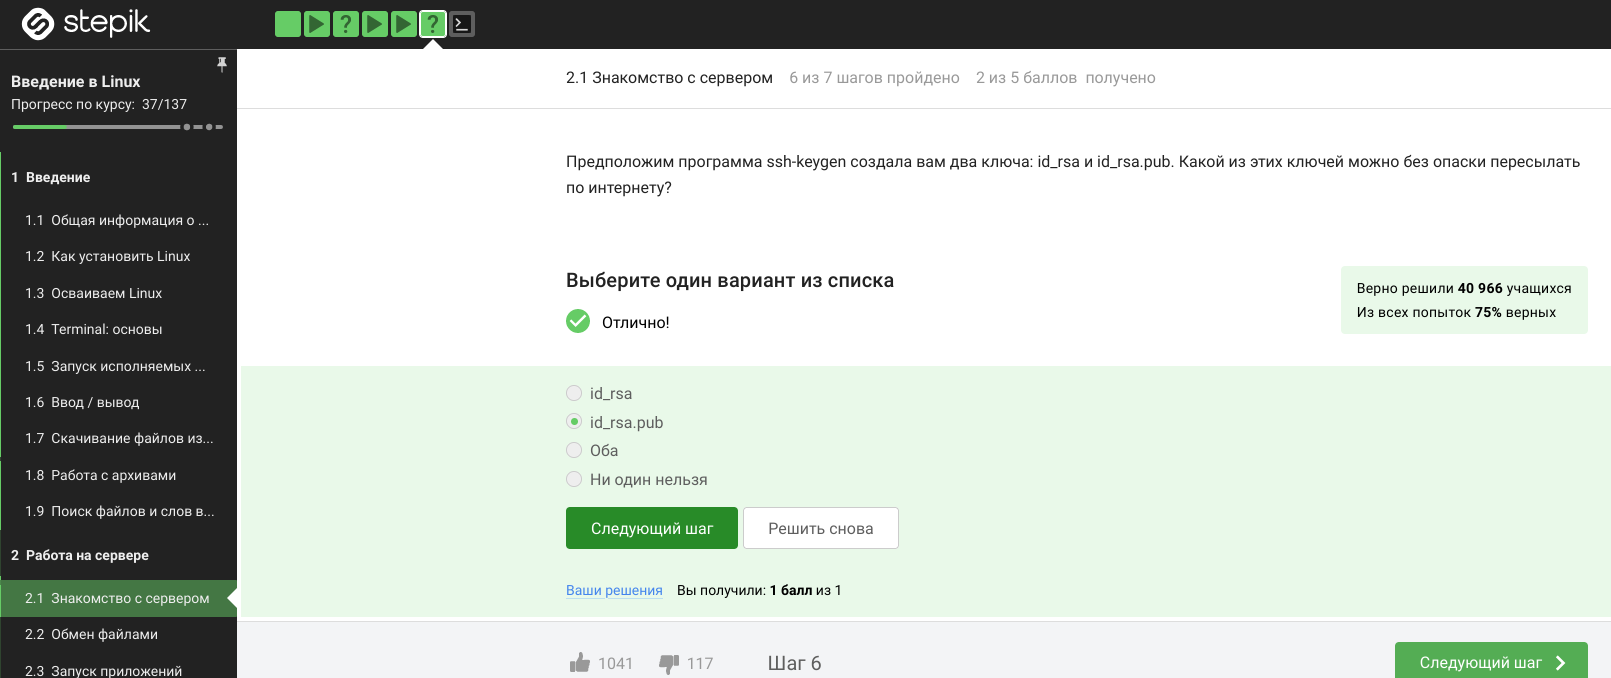 stepik
Введение в Linux
Прогресс по курсу: 37/137
1 Введение
1.1 Общая информация о ...
1.2 Как установить Linux
1.3 Осваиваем Linux
1.4 Terminal: основы
1.5 Запуск исполняемых ...
1.6 Ввод / вывод
1.7 Скачивание файлов из...
1.8 Работа с архивами
1.9 Поиск файлов и слов в...
2 Работа на сервере
2.1 Знакомство с сервером
2.2 Обмен файлами
2.3 Запуск приложений
2.1 Знакомство с сервером 6 из 7 шагов пройдено 2 из 5 баллов получено
Предположим программа ssh-keygen создала вам два ключа: id_rsa и id_rsa.pub. Какой из этих ключей можно без опаски пересылать
по интернету?
Выберите один вариант из списка
Отлично!
Верно решили 40 966 учащихся
Из всех попыток 75% верных
id_rsa
id_rsa.pub
Оба
Ни один нельзя
Следующий шаг
Решить снова
Ваши решения Вы получили: 1 балл из 1
1041 117 Шаг 6
Следующий шаг